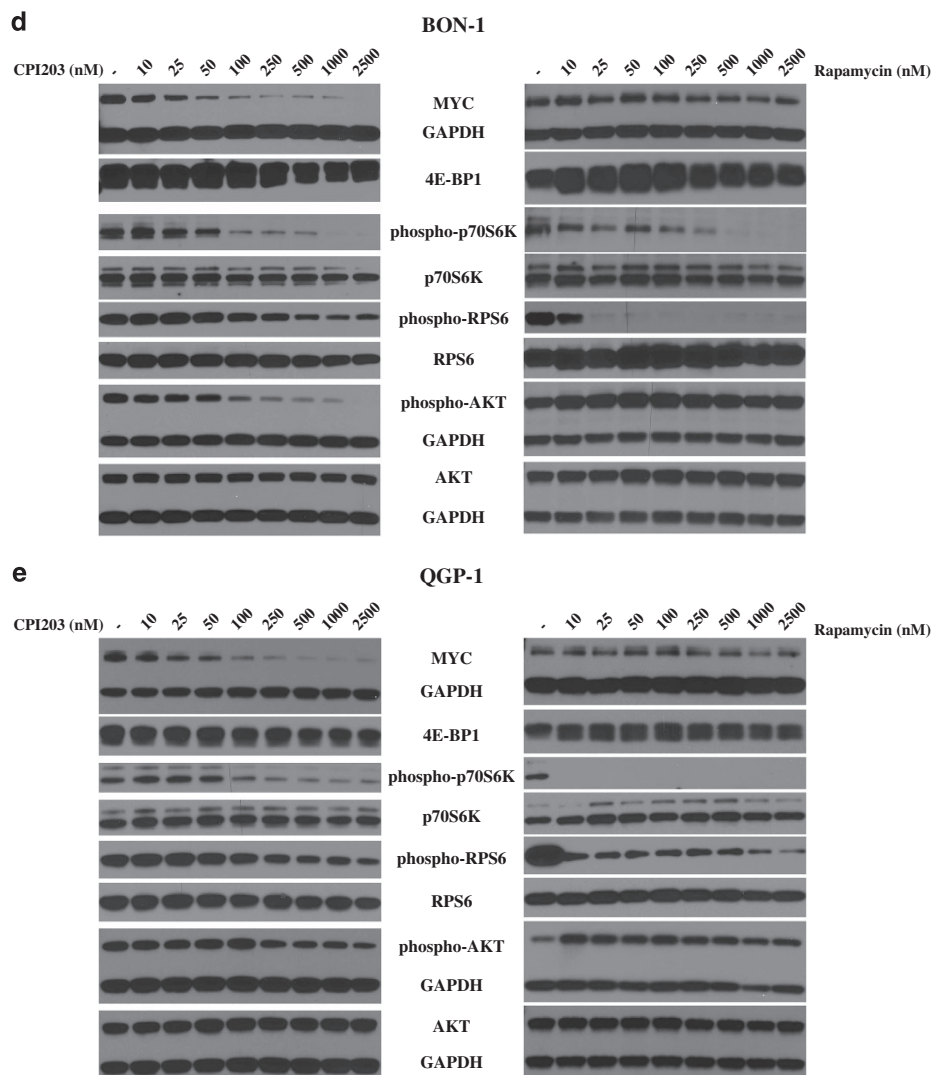 d
BON-1
CPI203 (nM) - 10 25 50 100 250 500 1000 2500 - 10 25 50 100 250 500 1000 2500 Rapamycin (nM)
MYC
GAPDH
4E-BP1
phospho-p70S6K
p70S6K
phospho-RPS6
RPS6
phospho-AKT
GAPDH
AKT
GAPDH
e
QGP-1
CPI203 (nM) - 10 25 50 100 250 500 1000 2500 - 10 25 50 100 250 500 1000 2500 Rapamycin (nM)
MYC
GAPDH
4E-BP1
phospho-p70S6K
p70S6K
phospho-RPS6
RPS6
phospho-AKT
GAPDH
AKT
GAPDH